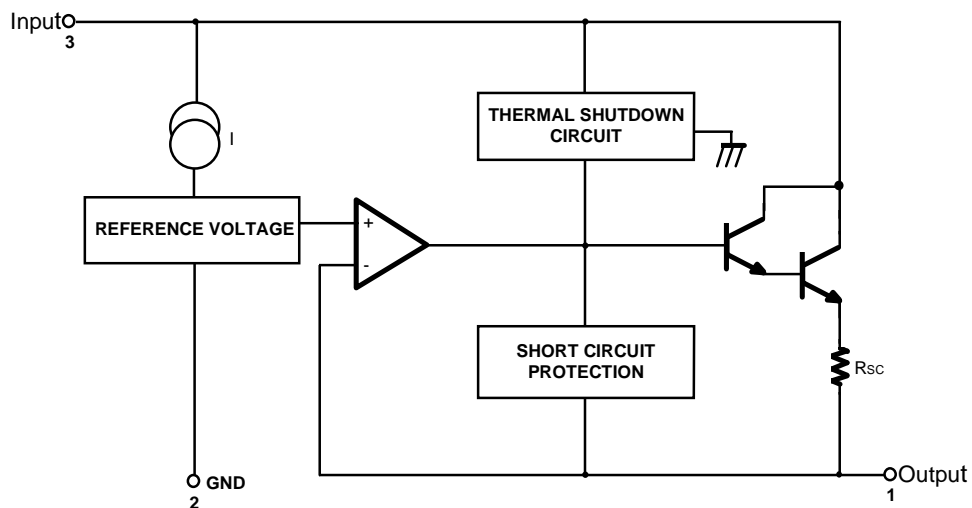 Input
3
THERMAL SHUTDOWN
CIRCUIT
I
REFERENCE VOLTAGE
+
-
SHORT CIRCUIT
PROTECTION
RSC
GND
2
Output
1